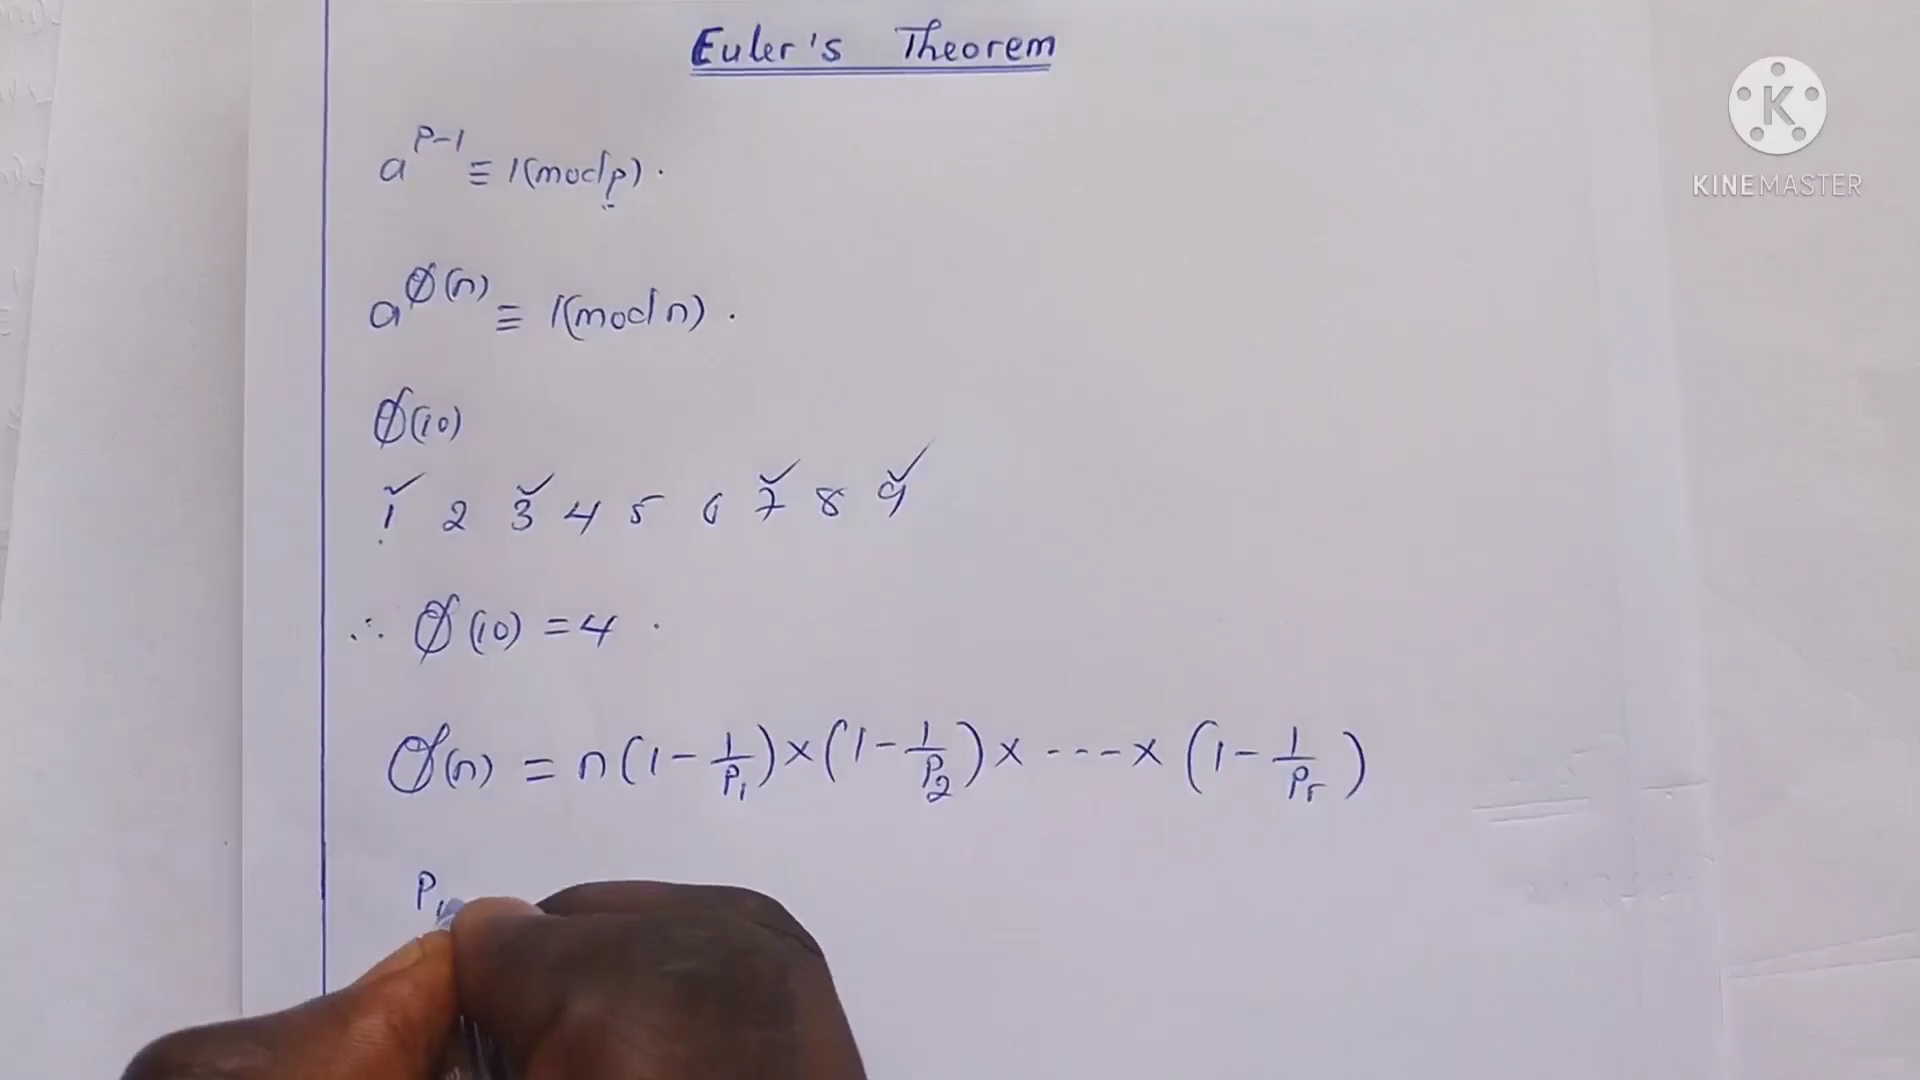 Euler's Theorem
a^{P-1} ≡ 1(mod p).
K
KINEMASTER
a^{Ø(n)} ≡ 1(mod n).
Ø(10)
1 2 3 4 5 6 7 8 9
∴ Ø(10) = 4.
Ø(n) = n(1 - 1/P₁) × (1 - 1/P₂) × ---- × (1 - 1/Pr)
P₁